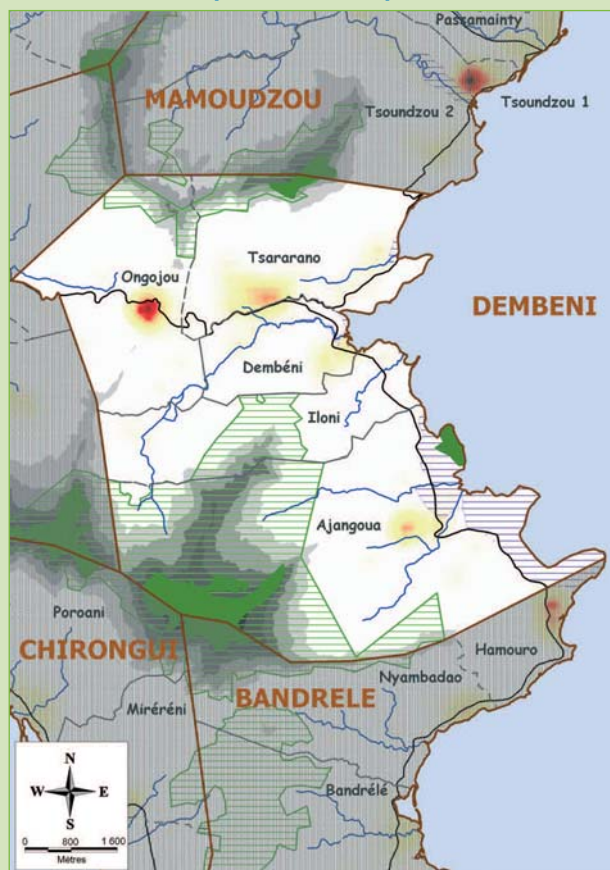 Passamainty
MAMOUDZOU
Tsoundzou 2
Tsoundzou 1
Ongojou
Tsararano
DEMBENI
Dembéni
Iloni
Ajangoua
Poroani
CHIRONGUI
Hamouro
Nyambadao
BANDRELE
Miréréni
Bandrélé
N
W E
S
0 800 1 600
Mètres